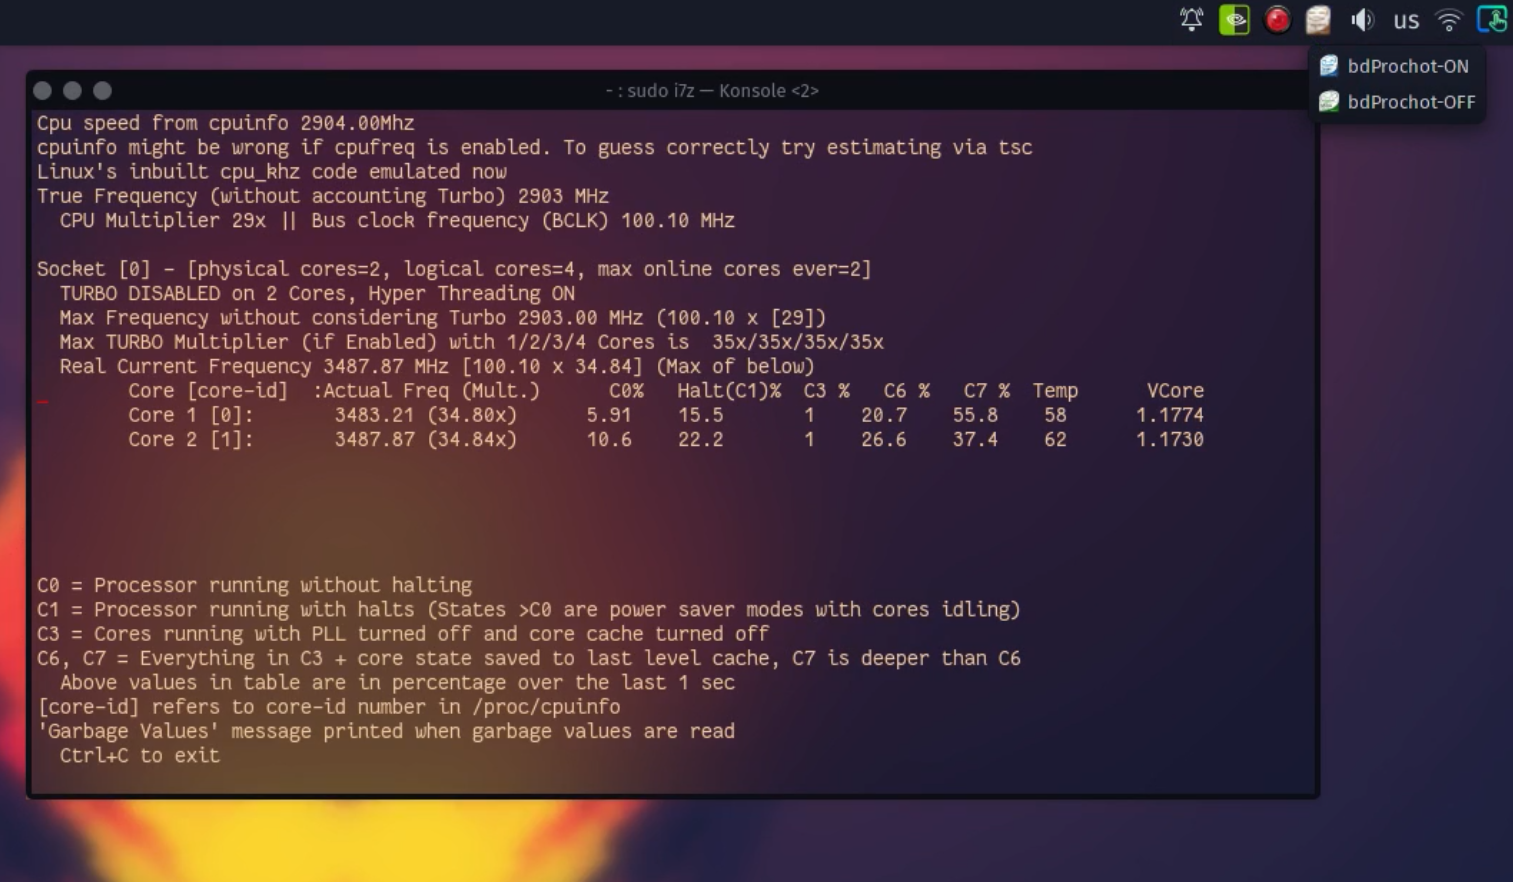 us
bdProchot-ON
bdProchot-OFF
- : sudo i7z — Konsole <2>
Cpu speed from cpuinfo 2904.00Mhz
cpuinfo might be wrong if cpufreq is enabled. To guess correctly try estimating via tsc
Linux's inbuilt cpu_khz code emulated now
True Frequency (without accounting Turbo) 2903 MHz
CPU Multiplier 29x || Bus clock frequency (BCLK) 100.10 MHz
Socket [0] - [physical cores=2, logical cores=4, max online cores ever=2]
TURBO DISABLED on 2 Cores, Hyper Threading ON
Max Frequency without considering Turbo 2903.00 MHz (100.10 x [29])
Max TURBO Multiplier (if Enabled) with 1/2/3/4 Cores is 35x/35x/35x/35x
Real Current Frequency 3487.87 MHz [100.10 x 34.84] (Max of below)
Core [core-id] :Actual Freq (Mult.) C0% Halt(C1)% C3 % C6 % C7 % Temp VCore
Core 1 [0]: 3483.21 (34.80x) 5.91 15.5 1 20.7 55.8 58 1.1774
Core 2 [1]: 3487.87 (34.84x) 10.6 22.2 1 26.6 37.4 62 1.1730
C0 = Processor running without halting
C1 = Processor running with halts (States >C0 are power saver modes with cores idling)
C3 = Cores running with PLL turned off and core cache turned off
C6, C7 = Everything in C3 + core state saved to last level cache, C7 is deeper than C6
Above values in table are in percentage over the last 1 sec
[core-id] refers to core-id number in /proc/cpuinfo
'Garbage Values' message printed when garbage values are read
Ctrl+C to exit